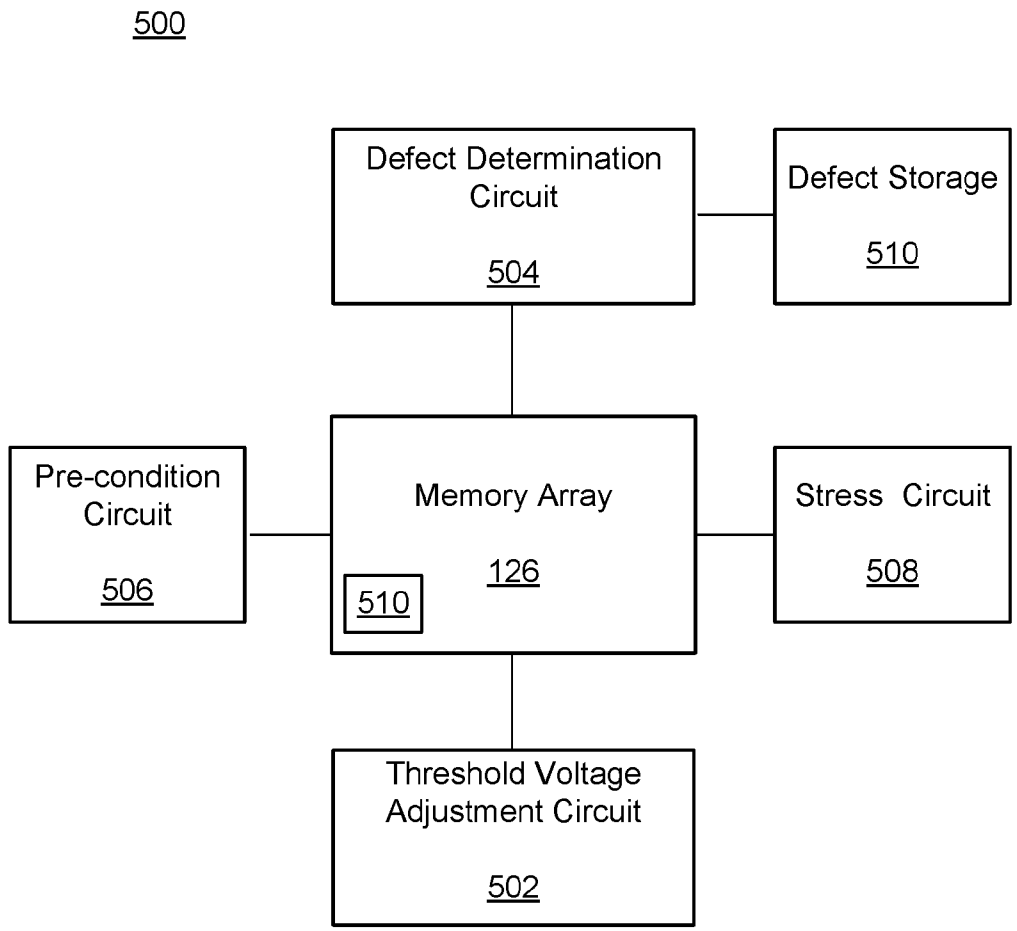 500
Defect Determination
Circuit
504
Defect Storage
510
Pre-condition
Circuit
506
Memory Array
126
510
Stress Circuit
508
Threshold Voltage
Adjustment Circuit
502